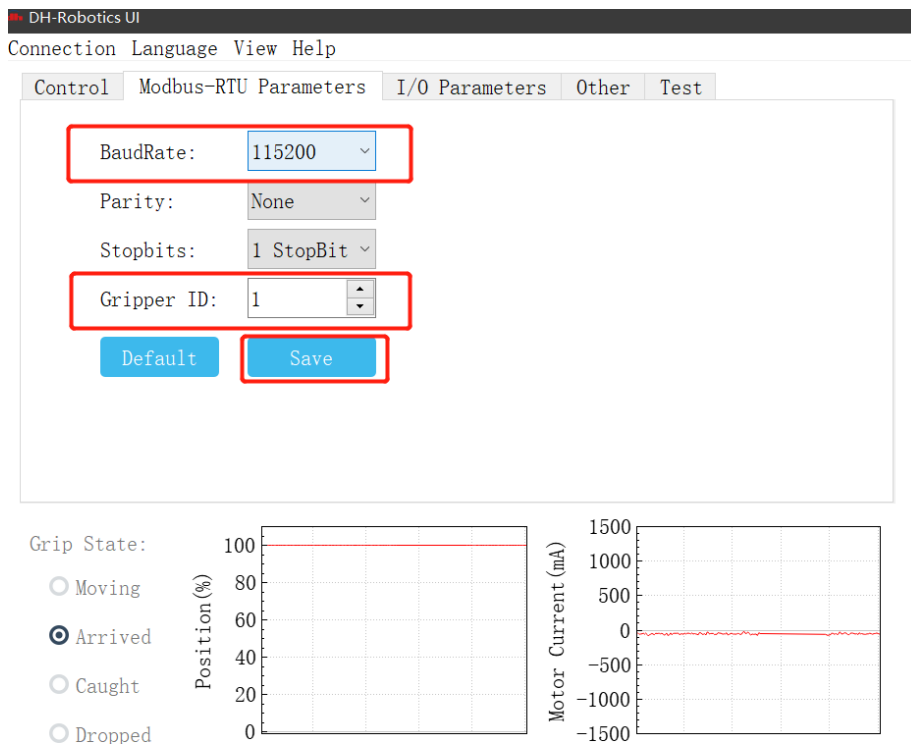 DH-Robotics UI
Connection Language View Help
Control Modbus-RTU Parameters I/O Parameters Other Test
BaudRate: 115200
Parity: None
Stopbits: 1 StopBit
Gripper ID: 1
Default Save
Grip State:
Moving
Arrived
Caught
Dropped
Position(%)
100
80
60
40
20
0
Motor Current(mA)
1500
1000
500
0
-500
-1000
-1500